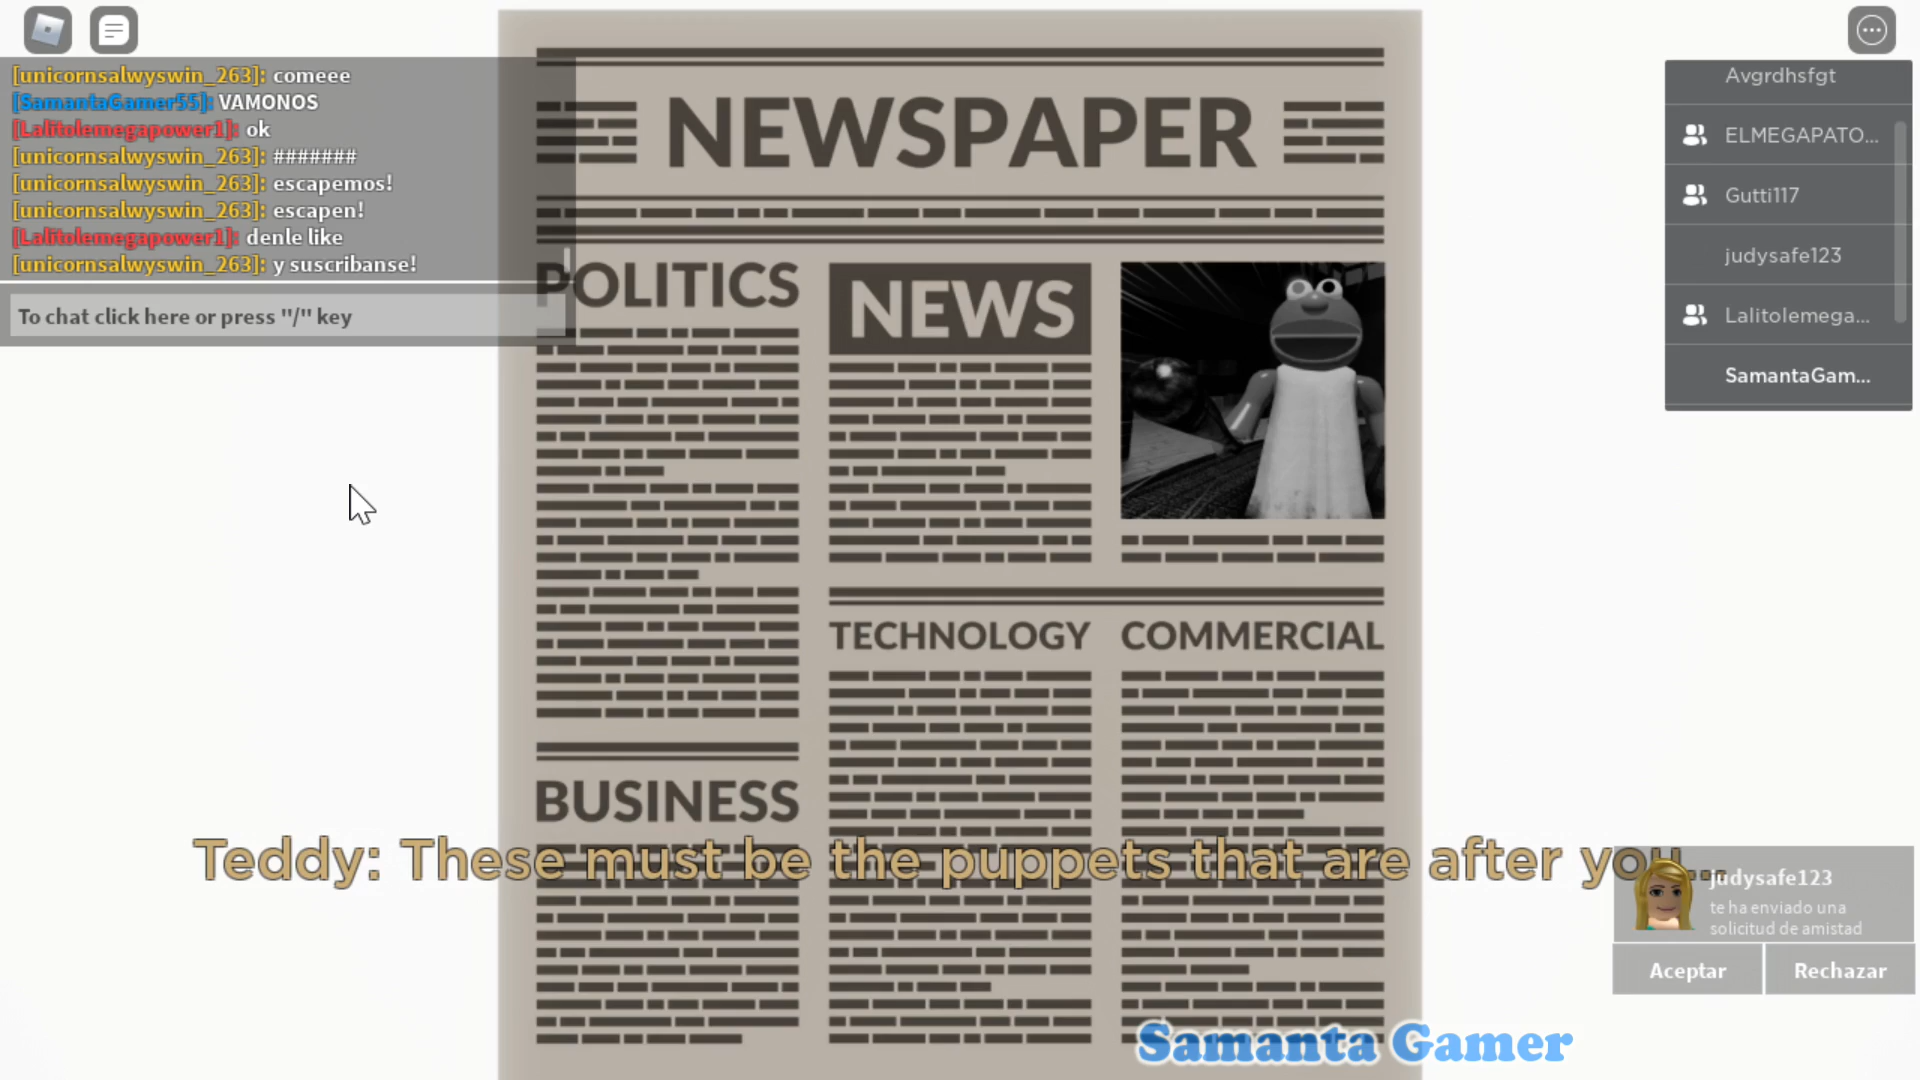 [unicornsalwyswin_263]: comeee
[SamantaGamer55]: VAMONOS
[Lalitolemegapower1]: ok
[unicornsalwyswin_263]: #######
[unicornsalwyswin_263]: escapemos!
[unicornsalwyswin_263]: escapen!
[Lalitolemegapower1]: denle like
[unicornsalwyswin_263]: y suscribanse!
To chat click here or press "/" key
NEWSPAPER
POLITICS
NEWS
TECHNOLOGY
COMMERCIAL
BUSINESS
Avgrdhsfgt
ELMEGAPATO...
Gutti117
judysafe123
Lalitolemega...
SamantaGam...
Teddy: These must be the puppets that are after you...
judysafe123
te ha enviado una
solicitud de amistad
Aceptar
Rechazar
Samanta Gamer